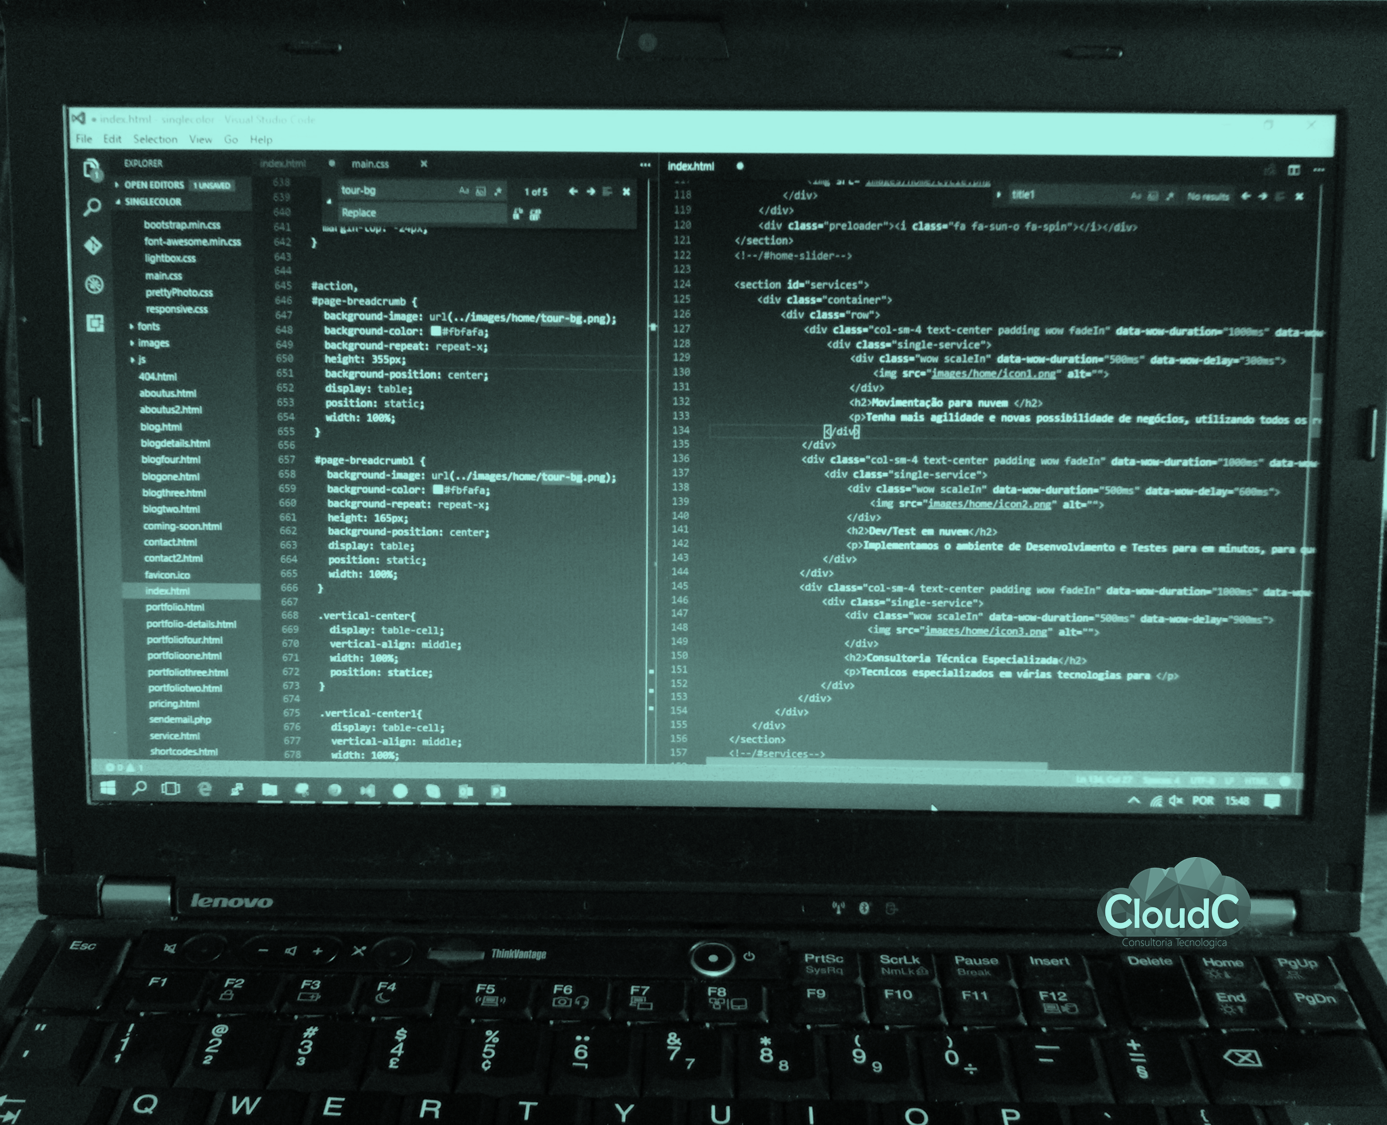 index.html - singlecolor - Visual Studio Code
File Edit Selection View Go Help
EXPLORER
OPEN EDITORS 1 UNSAVED
SINGLECOLOR
bootstrap.min.css
font-awesome.min.css
lightbox.css
main.css
prettyPhoto.css
responsive.css
fonts
images
js
404.html
aboutus.html
aboutus2.html
blog.html
blogdetails.html
blogfour.html
blogone.html
blogthree.html
blogtwo.html
coming-soon.html
contact.html
contact2.html
favicon.ico
index.html
portfolio.html
portfolio-details.html
portfoliofour.html
portfolioone.html
portfoliothree.html
portfoliotwo.html
pricing.html
sendemail.php
service.html
shortcodes.html
index.html main.css
tour-bg Aa 1 of 5
Replace
638
639
640
641 margin-top: -24px;
642 }
643
644
645 #action,
646 #page-breadcrumb {
647 background-image: url(../images/home/tour-bg.png);
648 background-color: #fbfafa;
649 background-repeat: repeat-x;
650 height: 355px;
651 background-position: center;
652 display: table;
653 position: static;
654 width: 100%;
655 }
656
657 #page-breadcrumb1 {
658 background-image: url(../images/home/tour-bg.png);
659 background-color: #fbfafa;
660 background-repeat: repeat-x;
661 height: 165px;
662 background-position: center;
663 display: table;
664 position: static;
665 width: 100%;
666 }
667
668 .vertical-center{
669 display: table-cell;
670 vertical-align: middle;
671 width: 100%;
672 position: statice;
673 }
674
675 .vertical-center1{
676 display: table-cell;
677 vertical-align: middle;
678 width: 100%;
index.html
title1 Aa No results
117 <img src="images/home/cycle.png
118 </div>
119 </div>
120 <div class="preloader"><i class="fa fa-sun-o fa-spin"></i></div>
121 </section>
122 <!--/#home-slider-->
123
124 <section id="services">
125 <div class="container">
126 <div class="row">
127 <div class="col-sm-4 text-center padding wow fadeIn" data-wow-duration="1000ms" data-wow-
128 <div class="single-service">
129 <div class="wow scaleIn" data-wow-duration="500ms" data-wow-delay="300ms">
130 <img src="images/home/icon1.png" alt="">
131 </div>
132 <h2>Movimentação para nuvem </h2>
133 <p>Tenha mais agilidade e novas possibilidade de negócios, utilizando todos os
134 </div>
135 </div>
136 <div class="col-sm-4 text-center padding wow fadeIn" data-wow-duration="1000ms" data-wow-
137 <div class="single-service">
138 <div class="wow scaleIn" data-wow-duration="500ms" data-wow-delay="600ms">
139 <img src="images/home/icon2.png" alt="">
140 </div>
141 <h2>Dev/Test em nuvem</h2>
142 <p>Implementamos o ambiente de Desenvolvimento e Testes para em minutos, para que
143 </div>
144 </div>
145 <div class="col-sm-4 text-center padding wow fadeIn" data-wow-duration="1000ms" data-wow-
146 <div class="single-service">
147 <div class="wow scaleIn" data-wow-duration="500ms" data-wow-delay="900ms">
148 <img src="images/home/icon3.png" alt="">
149 </div>
150 <h2>Consultoria Técnica Especializada</h2>
151 <p>Tecnicos especializados em várias tecnologias para </p>
152 </div>
153 </div>
154 </div>
155 </div>
156 </section>
157 <!--/#services-->
0 1
Ln 134, Col 27 Spaces: 4 UTF-8 LF HTML
POR 15:48
lenovo
CloudC
Consultoria Tecnologica
ThinkVantage
Esc
PrtSc ScrLk Pause Insert Delete Home PgUp
SysRq NmLk Break
F1 F2 F3 F4 F5 F6 F7 F8 F9 F10 F11 F12 End PgDn
" ! @ # $ % ¨ & * ( ) _ +
' 1 2 3 4 5 6 7 8 9 0 - =
1 2 3 £ ¢ ¬ 7 8 9 ÷ §
Q W E R T Y U I O P ` {